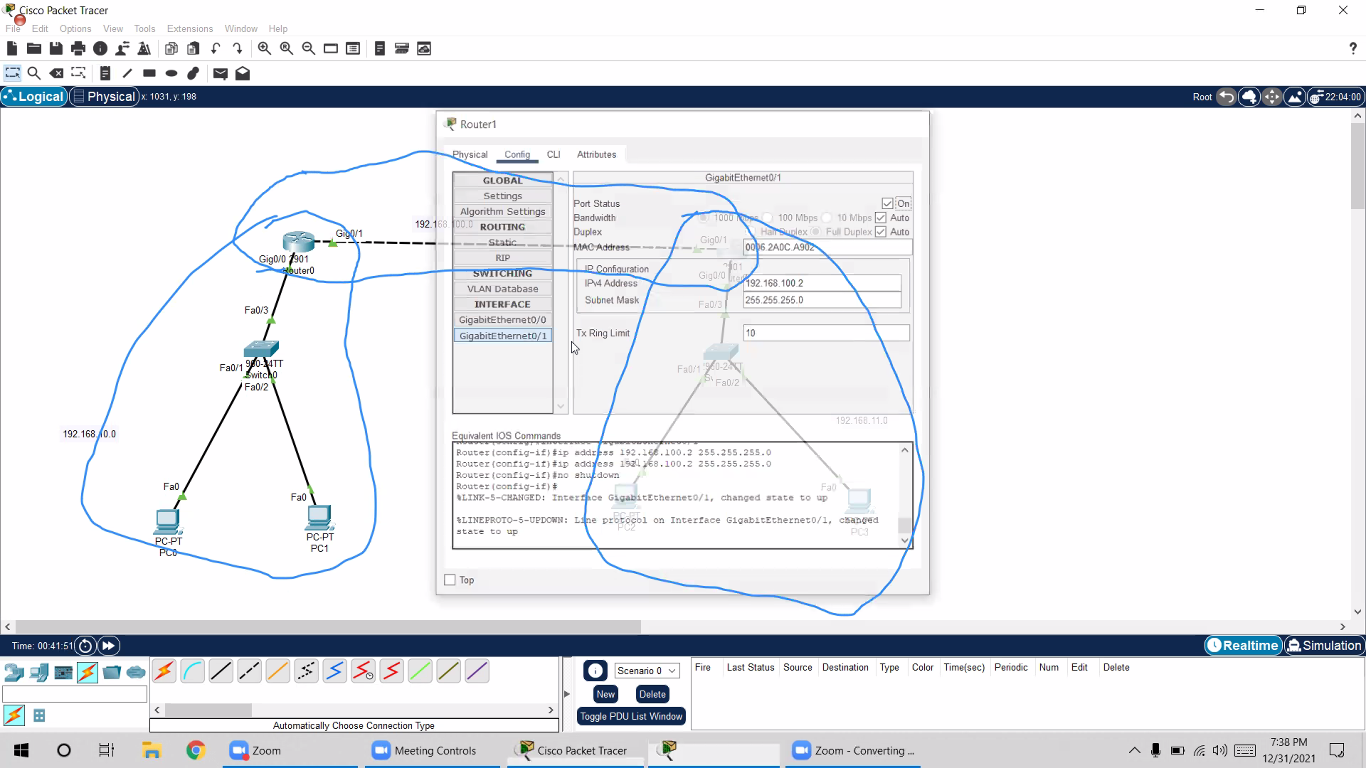 Cisco Packet Tracer
File Edit Options View Tools Extensions Window Help
Logical Physical x: 1031, y: 198 Root 22:04:00
Router1
Physical Config CLI Attributes
GLOBAL
Settings
Algorithm Settings
ROUTING
Static
RIP
SWITCHING
VLAN Database
INTERFACE
GigabitEthernet0/0
GigabitEthernet0/1
GigabitEthernet0/1
Port Status On
Bandwidth 1000 Mbps 100 Mbps 10 Mbps Auto
Duplex Half Duplex Full Duplex Auto
MAC Address 0006.2A0C.A902
IP Configuration
IPv4 Address 192.168.100.2
Subnet Mask 255.255.255.0
Tx Ring Limit 10
Equivalent IOS Commands
Router(config-if)#ip address 192.168.100.2 255.255.255.0
Router(config-if)#ip address 192.168.100.2 255.255.255.0
Router(config-if)#no shutdown
Router(config-if)#
%LINK-5-CHANGED: Interface GigabitEthernet0/1, changed state to up
%LINEPROTO-5-UPDOWN: Line protocol on Interface GigabitEthernet0/1, changed
state to up
Top
192.168.100.0
Gig0/1
Gig0/0 2901
Router0
Fa0/3
Fa0/1
Switch0
Fa0/2
192.168.10.0
Fa0
Fa0
PC-PT
PC0
PC-PT
PC1
Gig0/1
2901
Gig0/0
Fa0/3
Fa0/1
Fa0/2
192.168.11.0
Fa0
PC-PT
PC2
PC-PT
PC3
Time: 00:41:51 Realtime Simulation
Scenario 0
New Delete
Toggle PDU List Window
Fire Last Status Source Destination Type Color Time(sec) Periodic Num Edit Delete
Automatically Choose Connection Type
Zoom Meeting Controls Cisco Packet Tracer Zoom - Converting ...
7:38 PM
12/31/2021